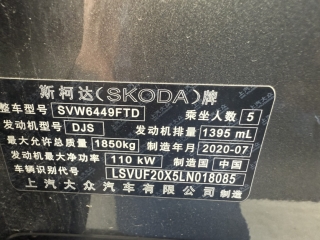 斯柯达(SKODA)牌
整车型号 SVW6449FTD 乘坐人数 5
发动机型号 DJS 发动机排量 1395 mL
最大允许总质量 1850kg 制造年月 2020-07
发动机最大净功率 110 kW 制造国 中国
车辆识别代号 LSVUF20X5LN018085
上汽大众汽车有限公司 制造